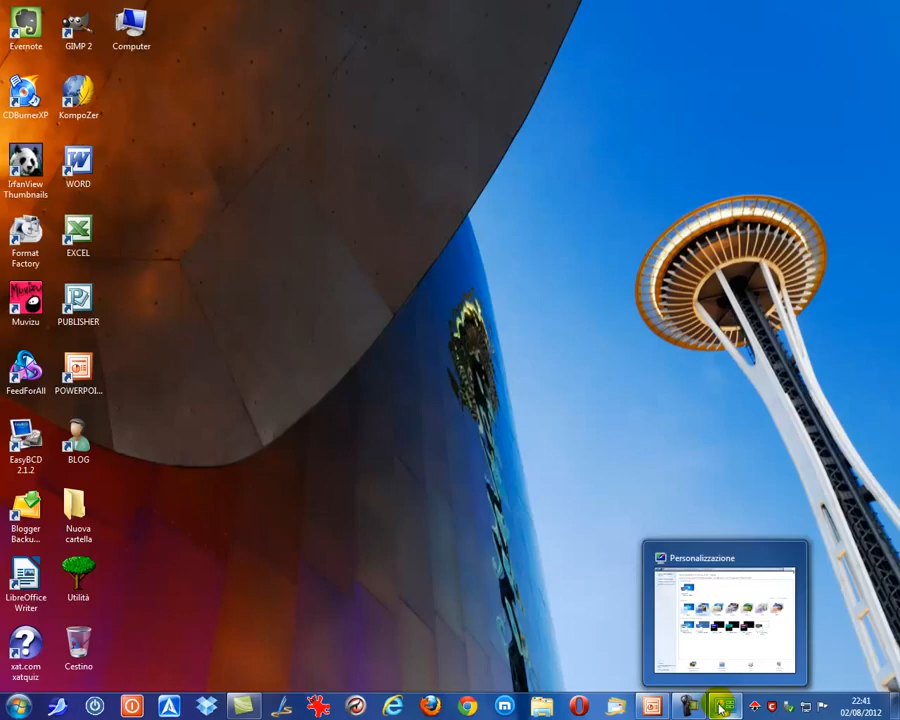 Evernote
GIMP 2
Computer
CDBurnerXP
KompoZer
IrfanView
Thumbnails
WORD
Format
Factory
EXCEL
Muvizu
PUBLISHER
FeedForAll
POWERPOI...
EasyBCD
2.1.2
BLOG
Blogger
Backu...
Nuova
cartella
LibreOffice
Writer
Utilità
xat.com
xatquiz
Cestino
Personalizzazione
22:41
02/08/2012